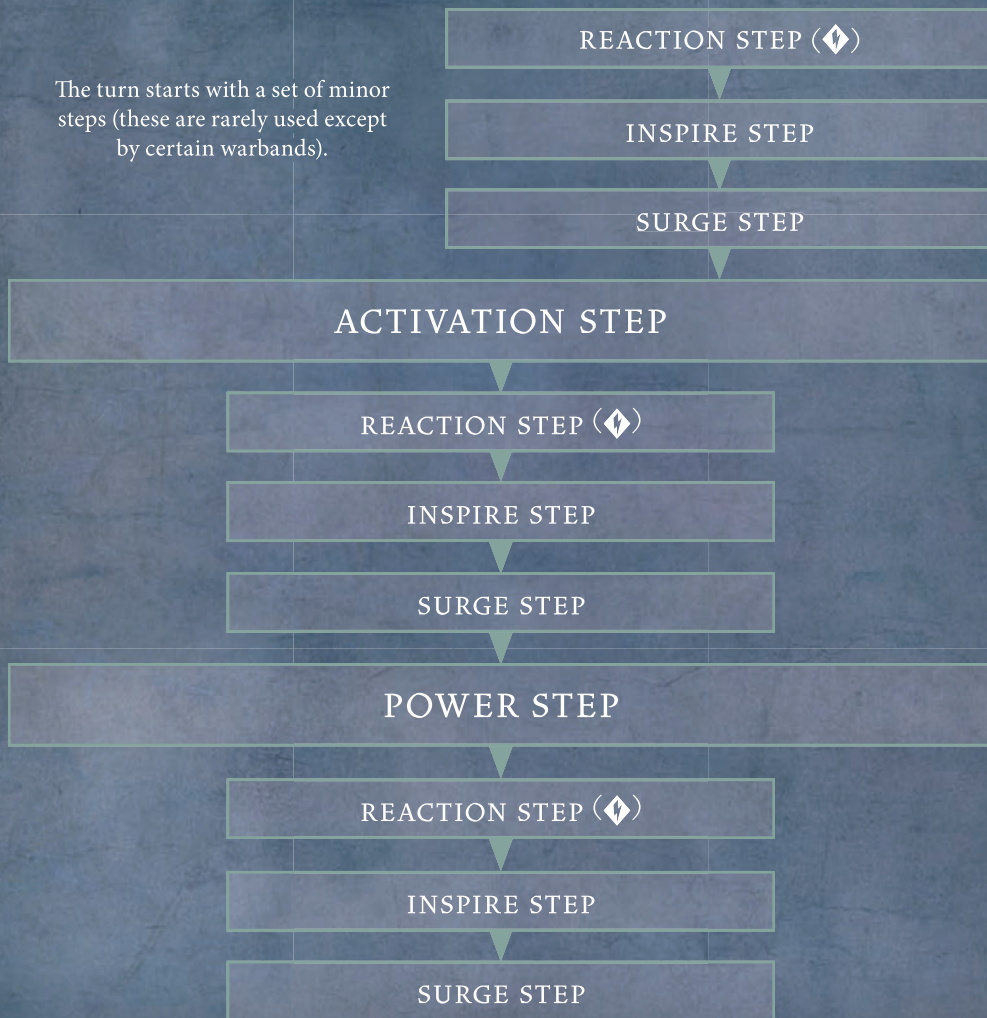 The turn starts with a set of minor
steps (these are rarely used except
by certain warbands).
REACTION STEP ()
INSPIRE STEP
SURGE STEP
ACTIVATION STEP
REACTION STEP ()
INSPIRE STEP
SURGE STEP
POWER STEP
REACTION STEP ()
INSPIRE STEP
SURGE STEP